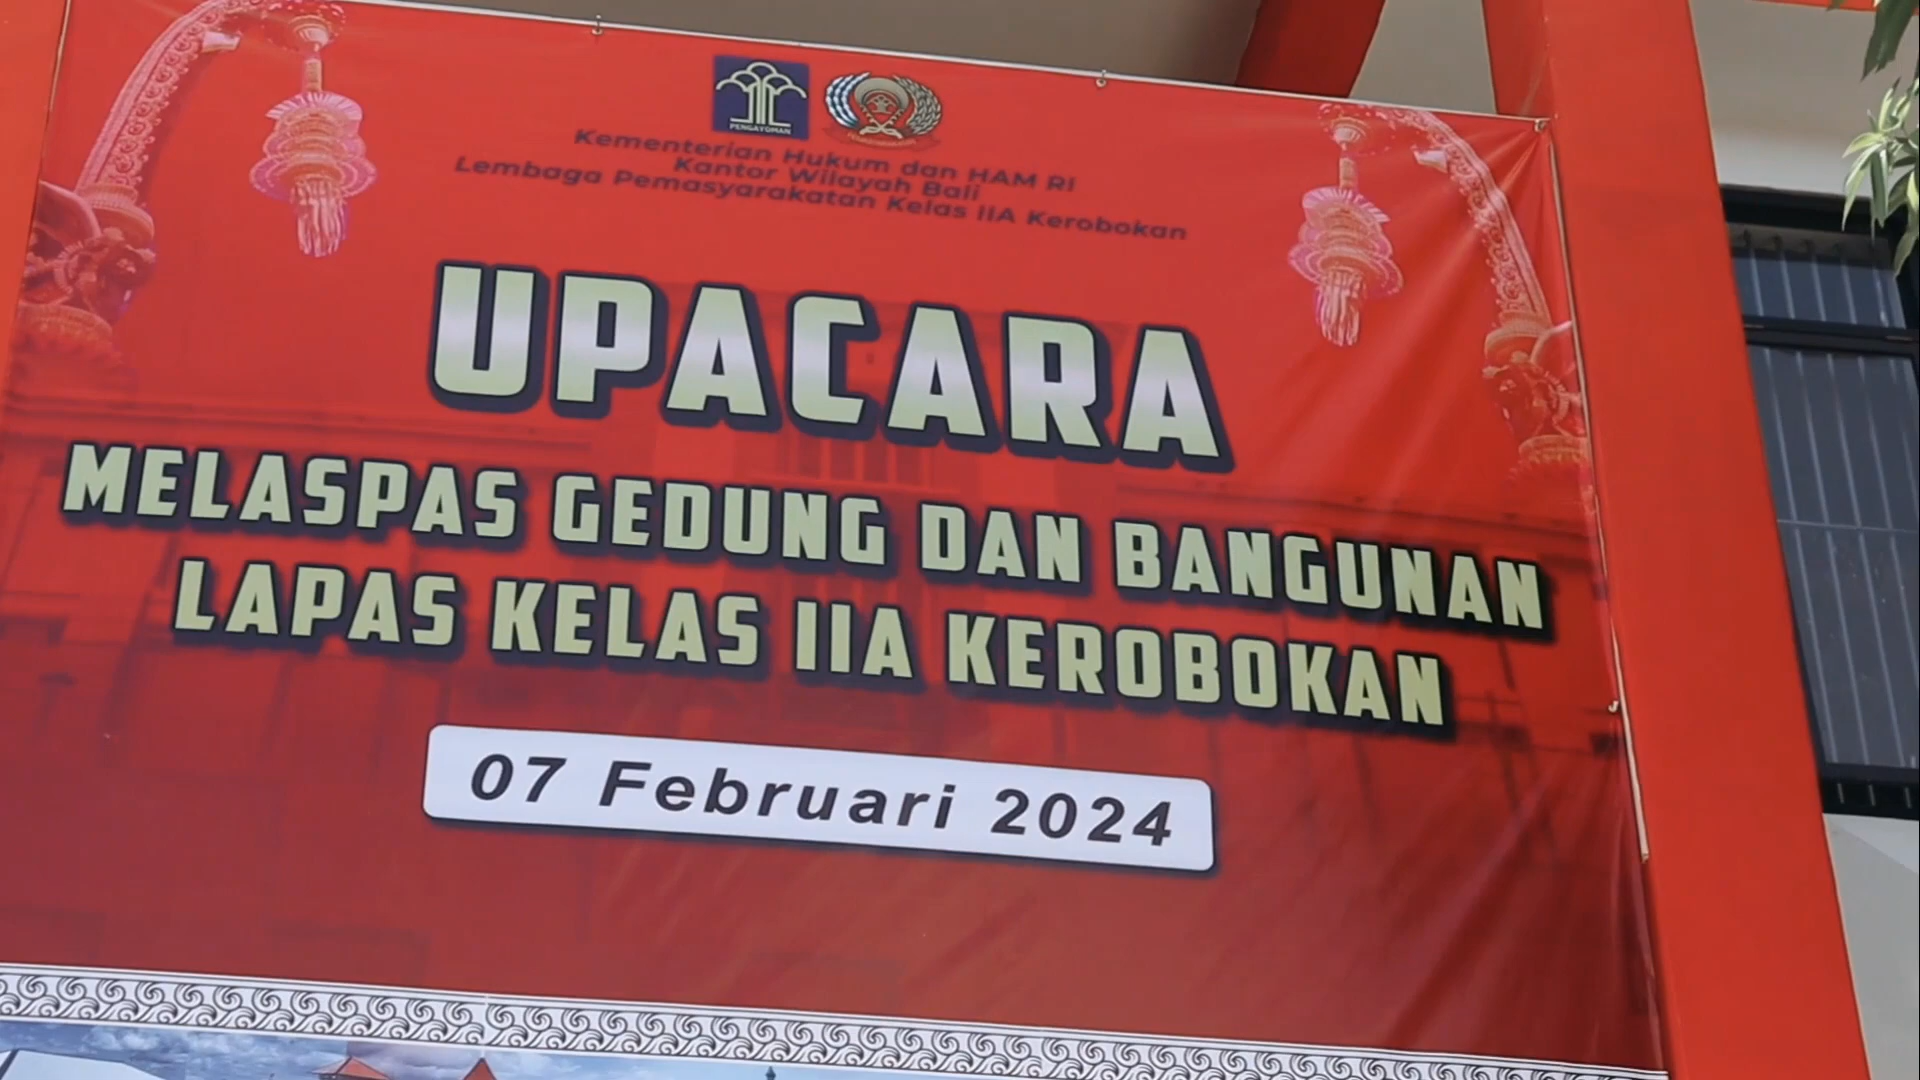 PENGAYOMAN
Kementerian Hukum dan HAM RI
Kantor Wilayah Bali
Lembaga Pemasyarakatan Kelas IIA Kerobokan
UPACARA
MELASPAS GEDUNG DAN BANGUNAN
LAPAS KELAS IIA KEROBOKAN
07 Februari 2024